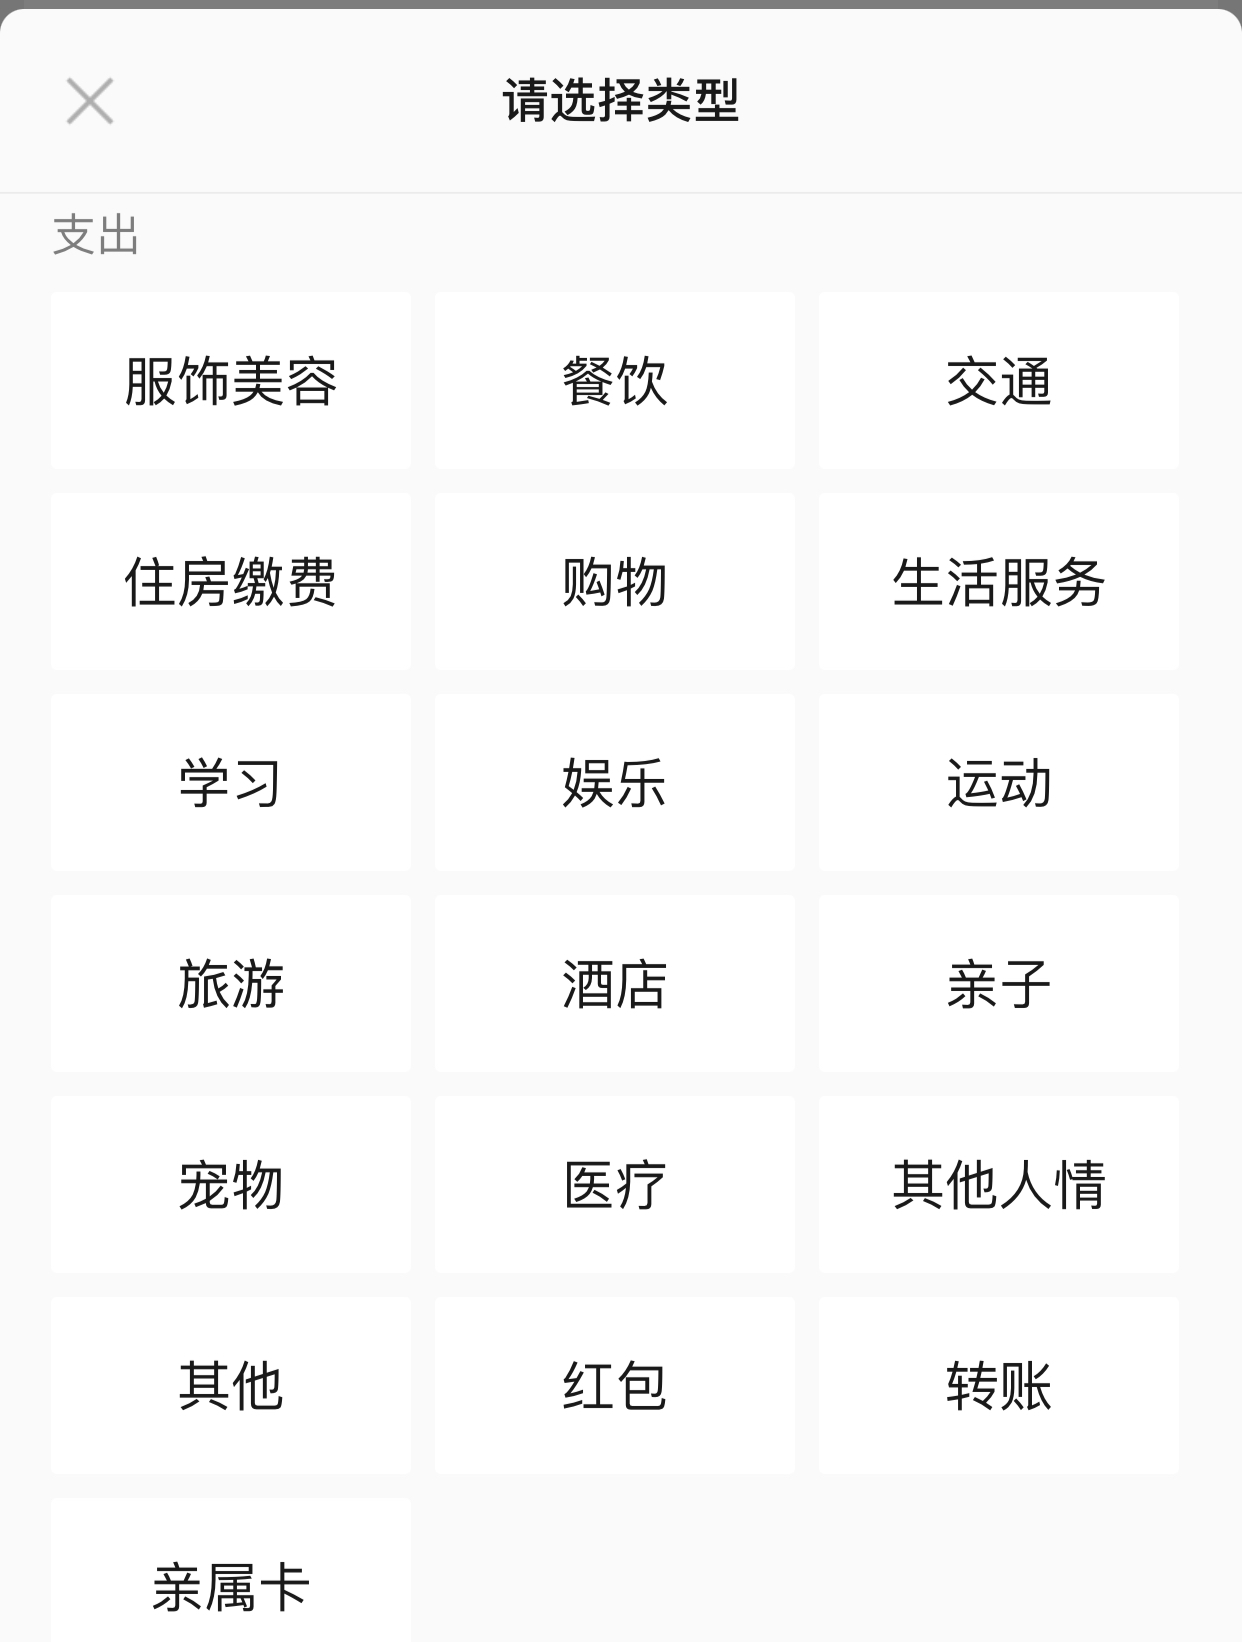 请选择类型
支出
服饰美容 餐饮 交通
住房缴费 购物 生活服务
学习 娱乐 运动
旅游 酒店 亲子
宠物 医疗 其他人情
其他 红包 转账
亲属卡